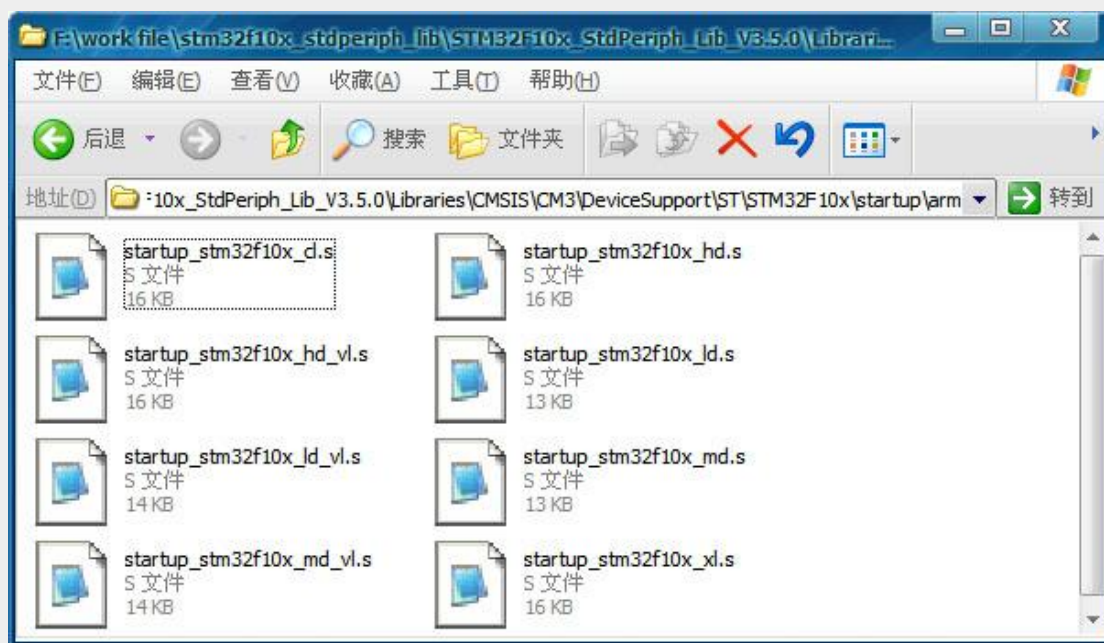 F:\work file\stm32f10x_stdperiph_lib\STM32F10x_StdPeriph_Lib_V3.5.0\Librari...
文件(F) 编辑(E) 查看(V) 收藏(A) 工具(T) 帮助(H)
后退 搜索 文件夹
地址(D) F10x_StdPeriph_Lib_V3.5.0\Libraries\CMSIS\CM3\DeviceSupport\ST\STM32F10x\startup\arm 转到
startup_stm32f10x_cl.s
S 文件
16 KB
startup_stm32f10x_hd.s
S 文件
16 KB
startup_stm32f10x_hd_vl.s
S 文件
16 KB
startup_stm32f10x_ld.s
S 文件
13 KB
startup_stm32f10x_ld_vl.s
S 文件
14 KB
startup_stm32f10x_md.s
S 文件
13 KB
startup_stm32f10x_md_vl.s
S 文件
14 KB
startup_stm32f10x_xl.s
S 文件
16 KB